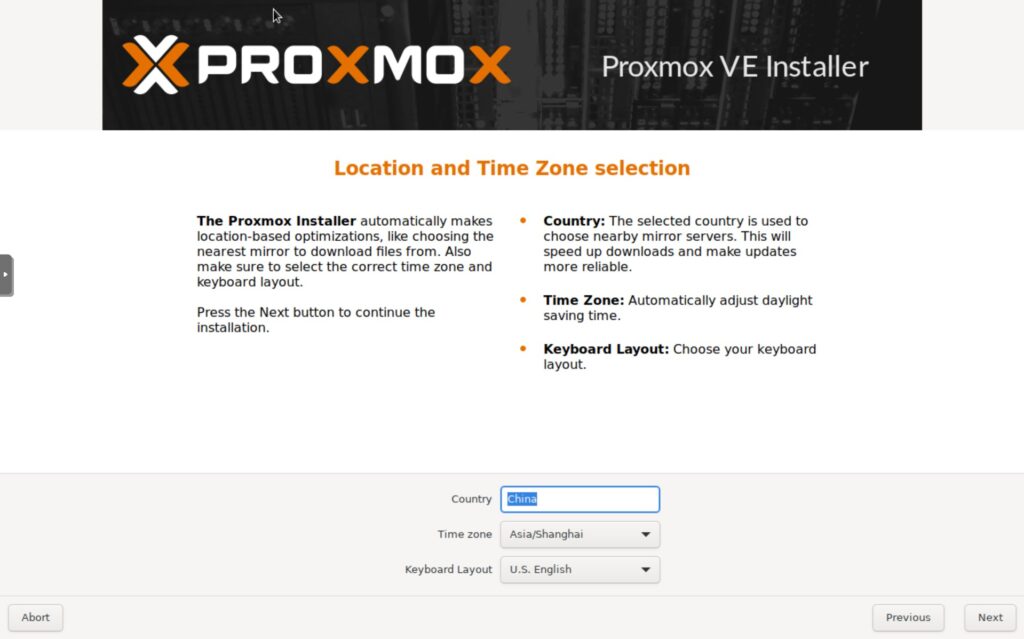 PROXMOX
Proxmox VE Installer
Location and Time Zone selection
The Proxmox Installer automatically makes
location-based optimizations, like choosing the
nearest mirror to download files from. Also
make sure to select the correct time zone and
keyboard layout.
Press the Next button to continue the
installation.
Country: The selected country is used to
choose nearby mirror servers. This will
speed up downloads and make updates
more reliable.
Time Zone: Automatically adjust daylight
saving time.
Keyboard Layout: Choose your keyboard
layout.
Country China
Time zone Asia/Shanghai
Keyboard Layout U.S. English
Abort Previous Next